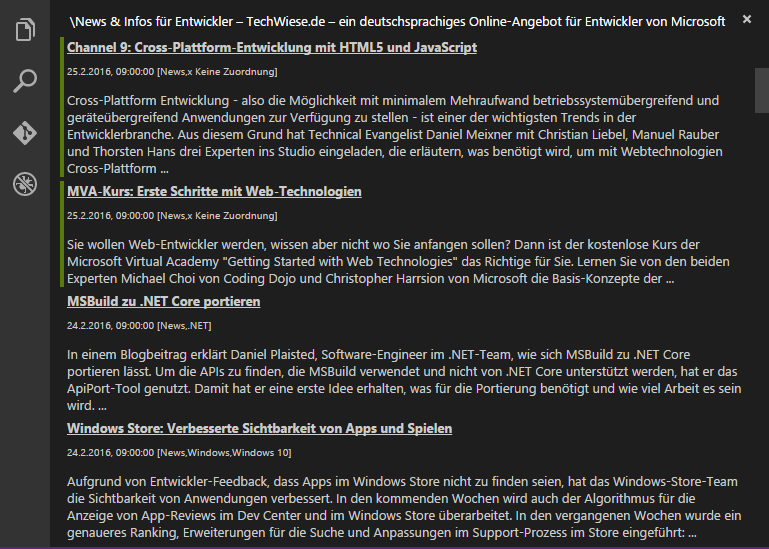 \News & Infos für Entwickler – TechWiese.de – ein deutschsprachiges Online-Angebot für Entwickler von Microsoft
Channel 9: Cross-Plattform-Entwicklung mit HTML5 und JavaScript
25.2.2016, 09:00:00 [News,x Keine Zuordnung]
Cross-Plattform Entwicklung - also die Möglichkeit mit minimalem Mehraufwand betriebssystemübergreifend und
geräteübergreifend Anwendungen zur Verfügung zu stellen - ist einer der wichtigsten Trends in der
Entwicklerbranche. Aus diesem Grund hat Technical Evangelist Daniel Meixner mit Christian Liebel, Manuel Rauber
und Thorsten Hans drei Experten ins Studio eingeladen, die erläutern, was benötigt wird, um mit Webtechnologien
Cross-Plattform ...
MVA-Kurs: Erste Schritte mit Web-Technologien
25.2.2016, 09:00:00 [News,x Keine Zuordnung]
Sie wollen Web-Entwickler werden, wissen aber nicht wo Sie anfangen sollen? Dann ist der kostenlose Kurs der
Microsoft Virtual Academy "Getting Started with Web Technologies" das Richtige für Sie. Lernen Sie von den beiden
Experten Michael Choi von Coding Dojo und Christopher Harrsion von Microsoft die Basis-Konzepte der ...
MSBuild zu .NET Core portieren
24.2.2016, 09:00:00 [News,.NET]
In einem Blogbeitrag erklärt Daniel Plaisted, Software-Engineer im .NET-Team, wie sich MSBuild zu .NET Core
portieren lässt. Um die APIs zu finden, die MSBuild verwendet und nicht von .NET Core unterstützt werden, hat er das
ApiPort-Tool genutzt. Damit hat er eine erste Idee erhalten, was für die Portierung benötigt und wie viel Arbeit es sein
wird. ...
Windows Store: Verbesserte Sichtbarkeit von Apps und Spielen
24.2.2016, 09:00:00 [News,Windows,Windows 10]
Aufgrund von Entwickler-Feedback, dass Apps im Windows Store nicht zu finden seien, hat das Windows-Store-Team
die Sichtbarkeit von Anwendungen verbessert. In den kommenden Wochen wird auch der Algorithmus für die
Anzeige von App-Reviews im Dev Center und im Windows Store überarbeitet. In den vergangenen Wochen wurde ein
genaueres Ranking, Erweiterungen für die Suche und Anpassungen im Support-Prozess im Store eingeführt: ...